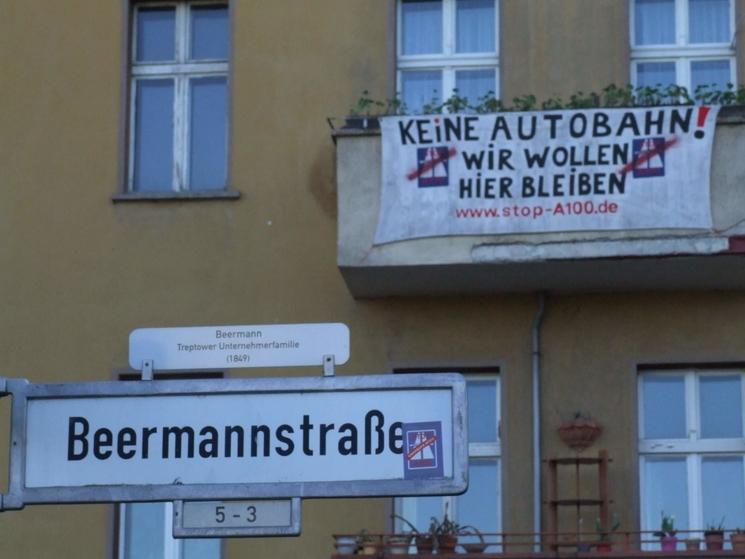 KEiNE AUTOBAHN!
WiR WOLLEN
HiER BLEiBEN
www.stop-A100.de
Beermann
Treptower Unternehmerfamilie
(1849)
Beermannstraße
5 - 3